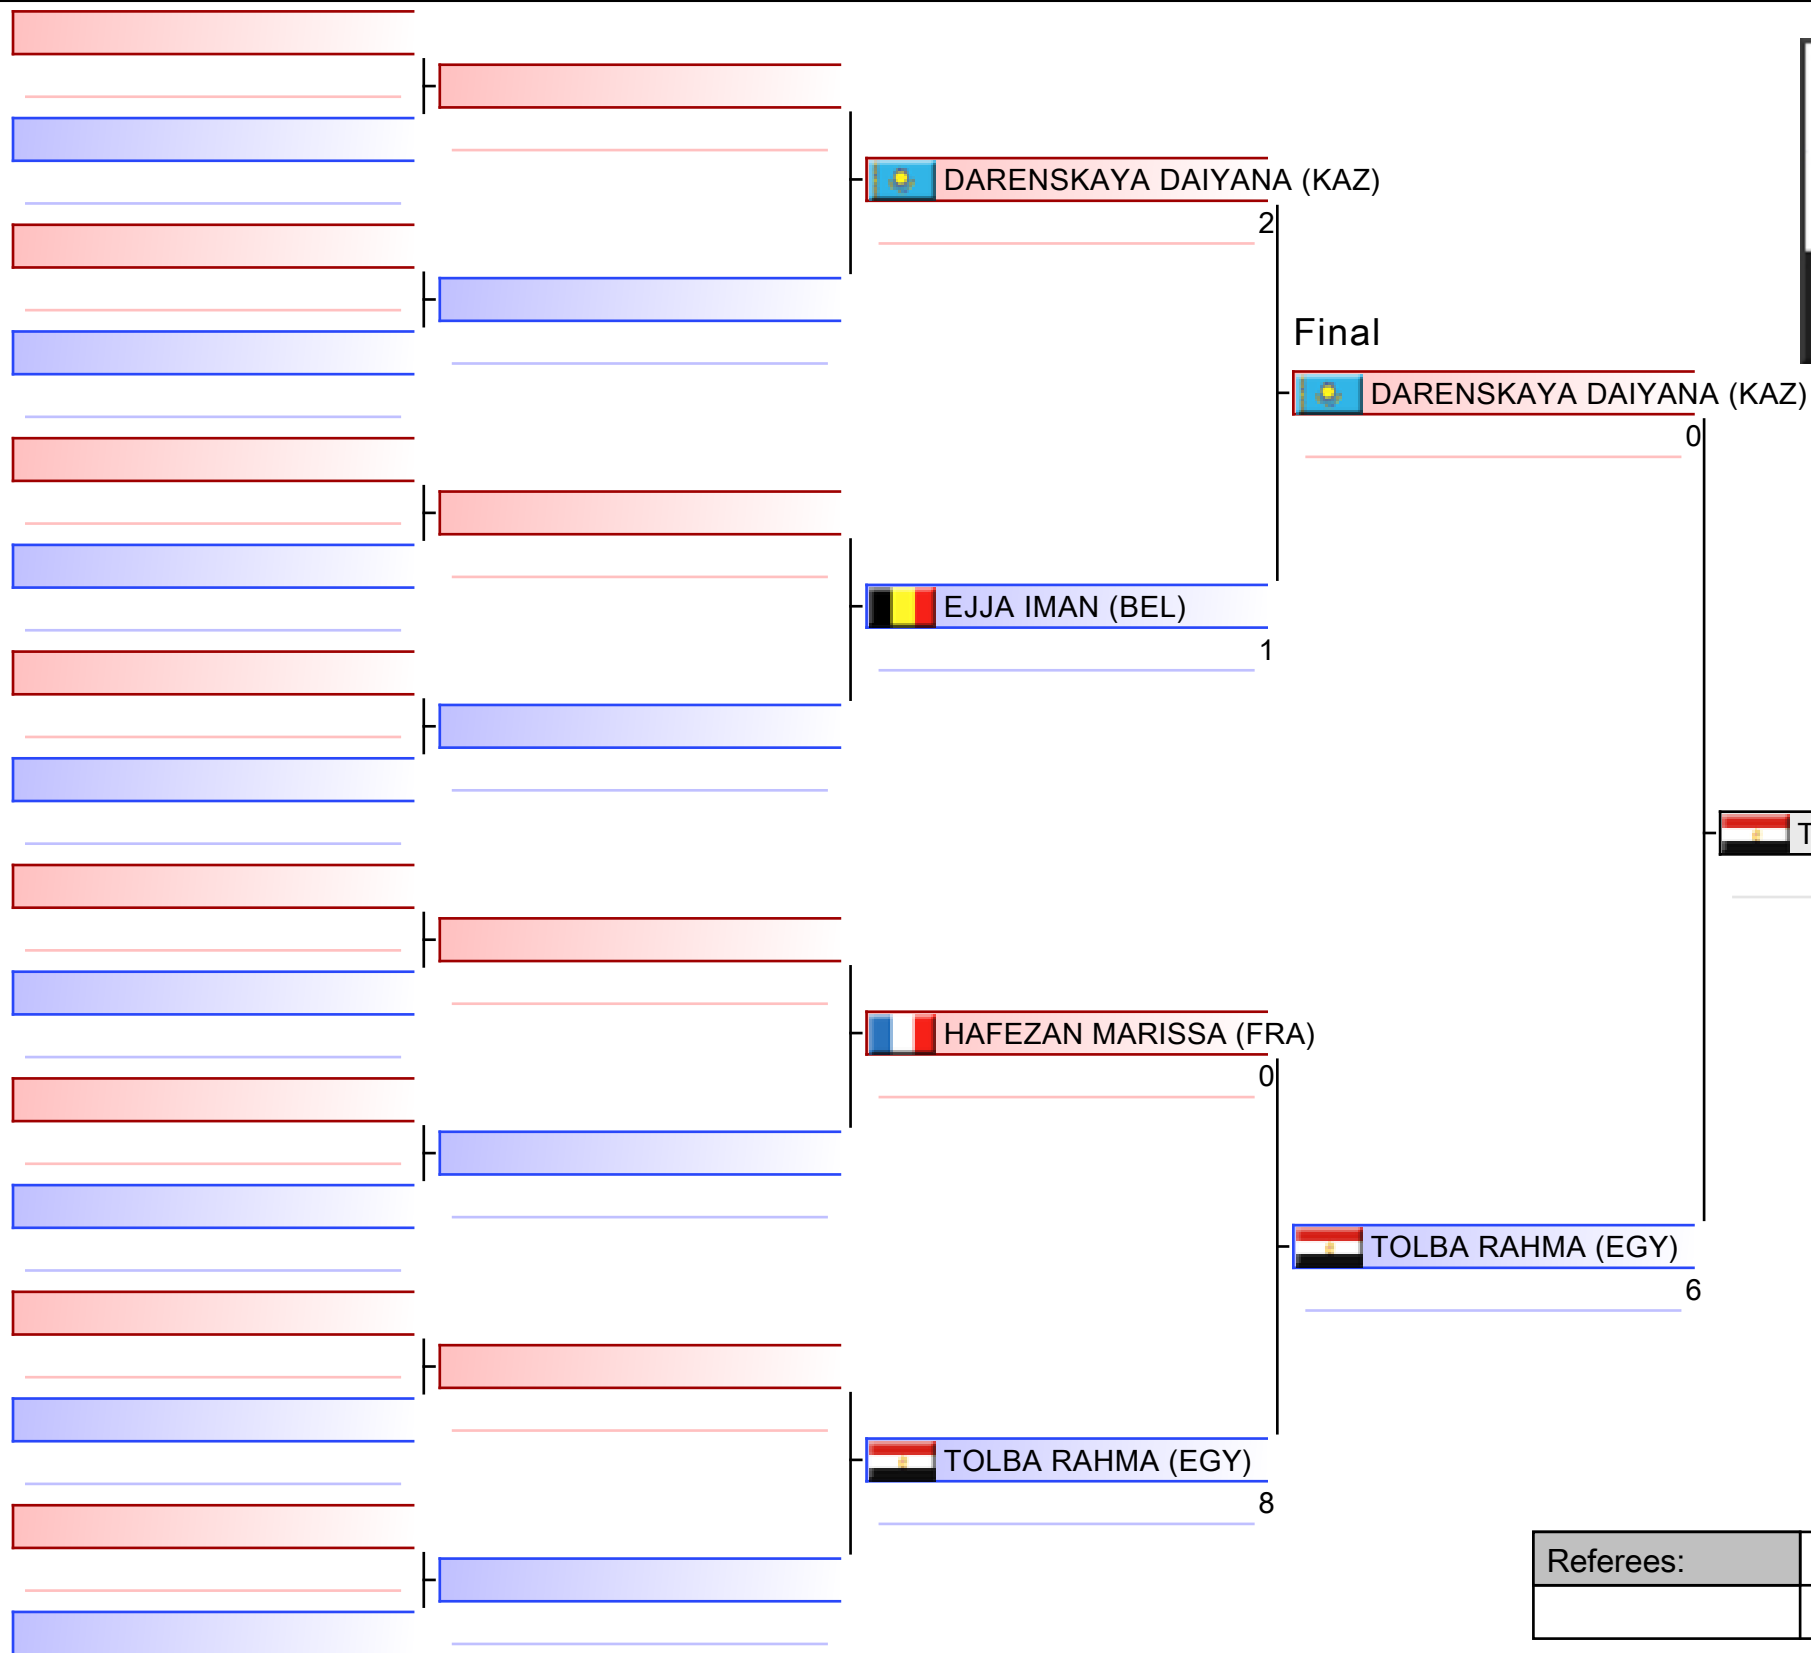 DARENSKAYA DAIYANA (KAZ)
2
Final
DARENSKAYA DAIYANA (KAZ)
0
EJJA IMAN (BEL)
1
T
HAFEZAN MARISSA (FRA)
0
TOLBA RAHMA (EGY)
6
TOLBA RAHMA (EGY)
8
Referees: